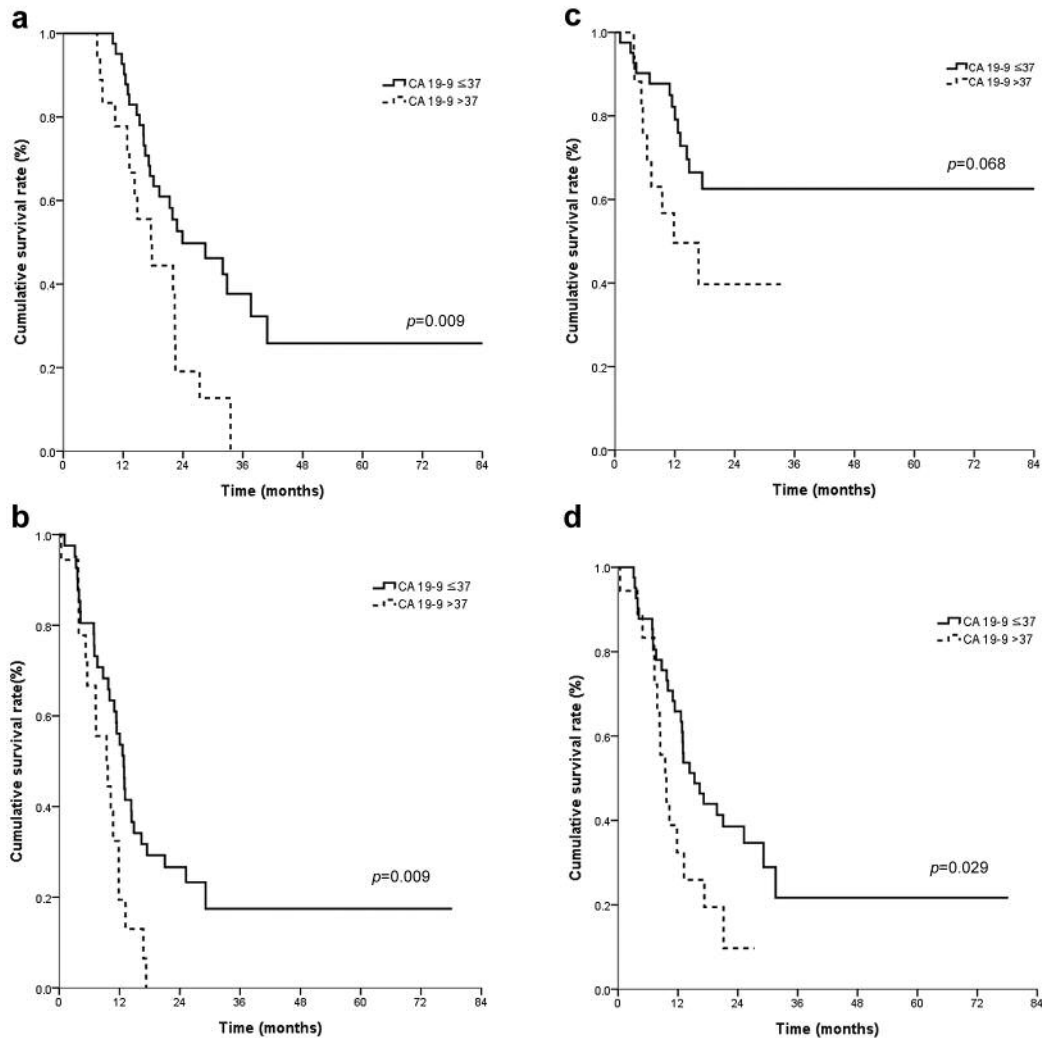 a
1.0
0.8
0.6
0.4
0.2
0.0
Cumulative survival rate (%)
CA 19-9 ≤37
CA 19-9 >37
p=0.009
0 12 24 36 48 60 72 84
Time (months)
c
1.0
0.8
0.6
0.4
0.2
0.0
Cumulative survival rate (%)
CA 19-9 ≤37
CA 19-9 >37
p=0.068
0 12 24 36 48 60 72 84
Time (months)
b
1.0
0.8
0.6
0.4
0.2
0.0
Cumulative survival rate(%)
CA 19-9 ≤37
CA 19-9 >37
p=0.009
0 12 24 36 48 60 72 84
Time (months)
d
1.0
0.8
0.6
0.4
0.2
0.0
Cumulative survival rate (%)
CA 19-9 ≤37
CA 19-9 >37
p=0.029
0 12 24 36 48 60 72 84
Time (months)